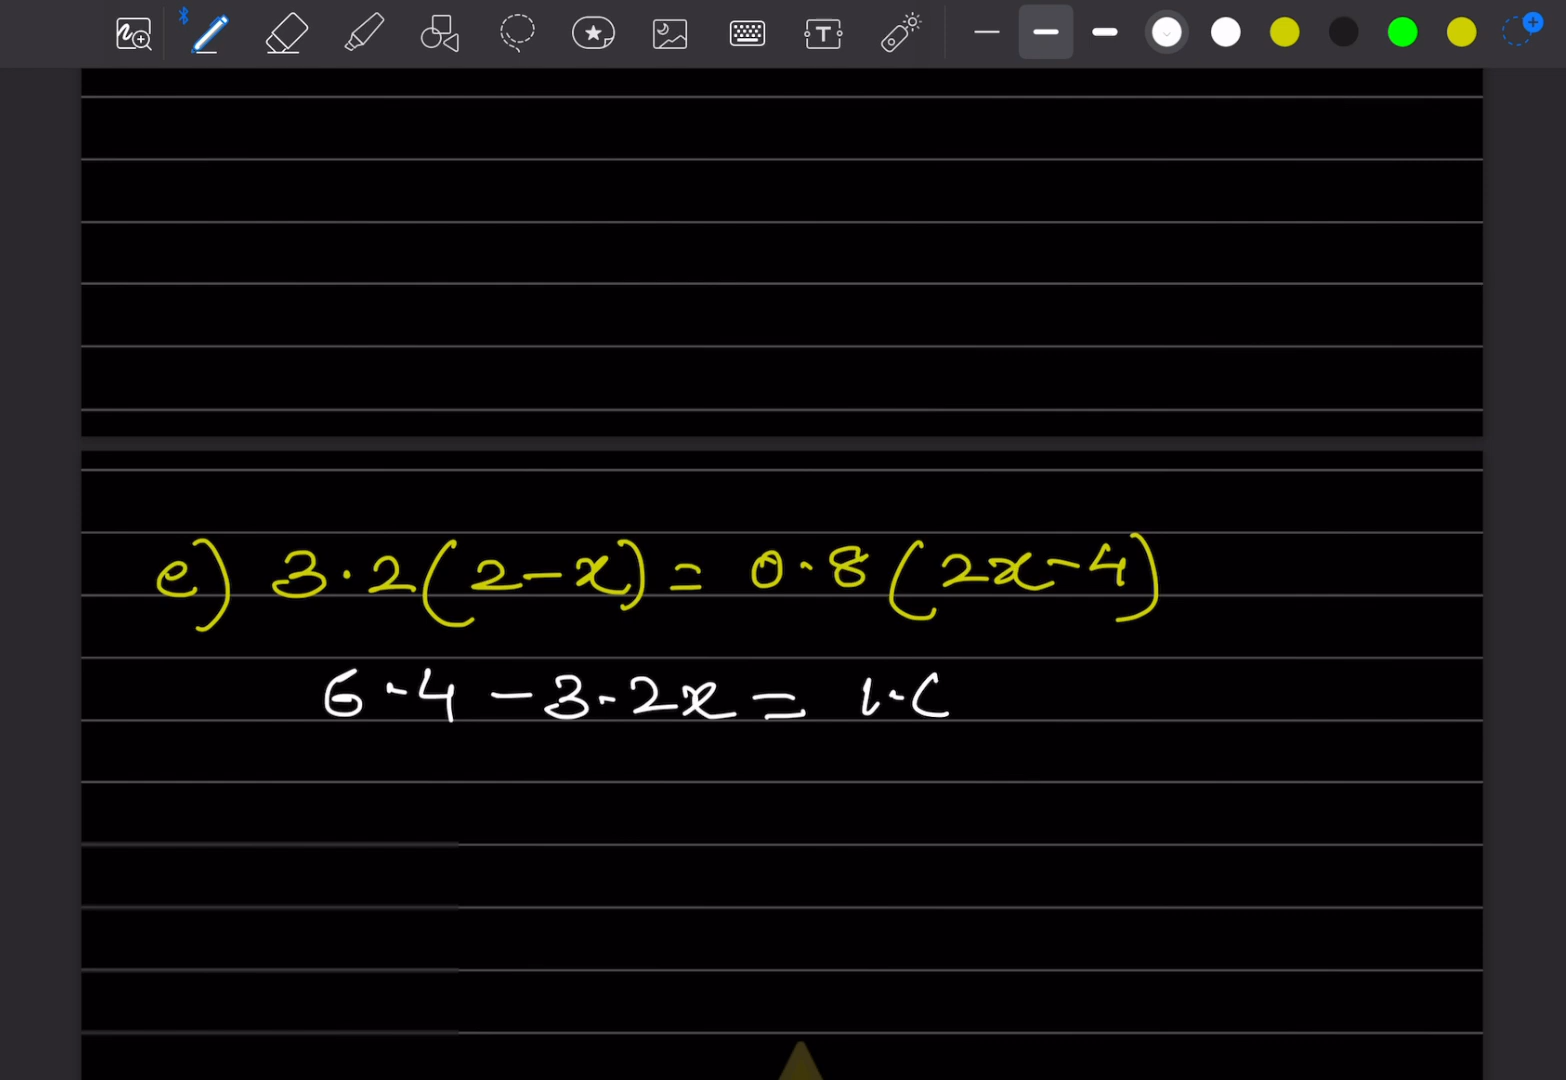 e) 3.2(2-x) = 0.8(2x-4)
6.4 - 3.2x = 1.